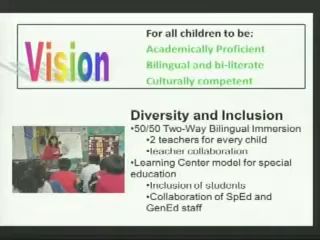 Vision
For all children to be:
Academically Proficient
Bilingual and bi-literate
Culturally competent
Diversity and Inclusion
•50/50 Two-Way Bilingual Immersion
•2 teachers for every child
•teacher collaboration
•Learning Center model for special
education
•Inclusion of students
•Collaboration of SpEd and
GenEd staff